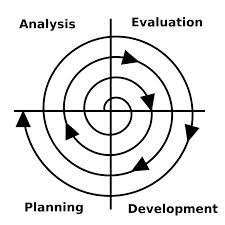 Analysis
Evaluation
Planning
Development